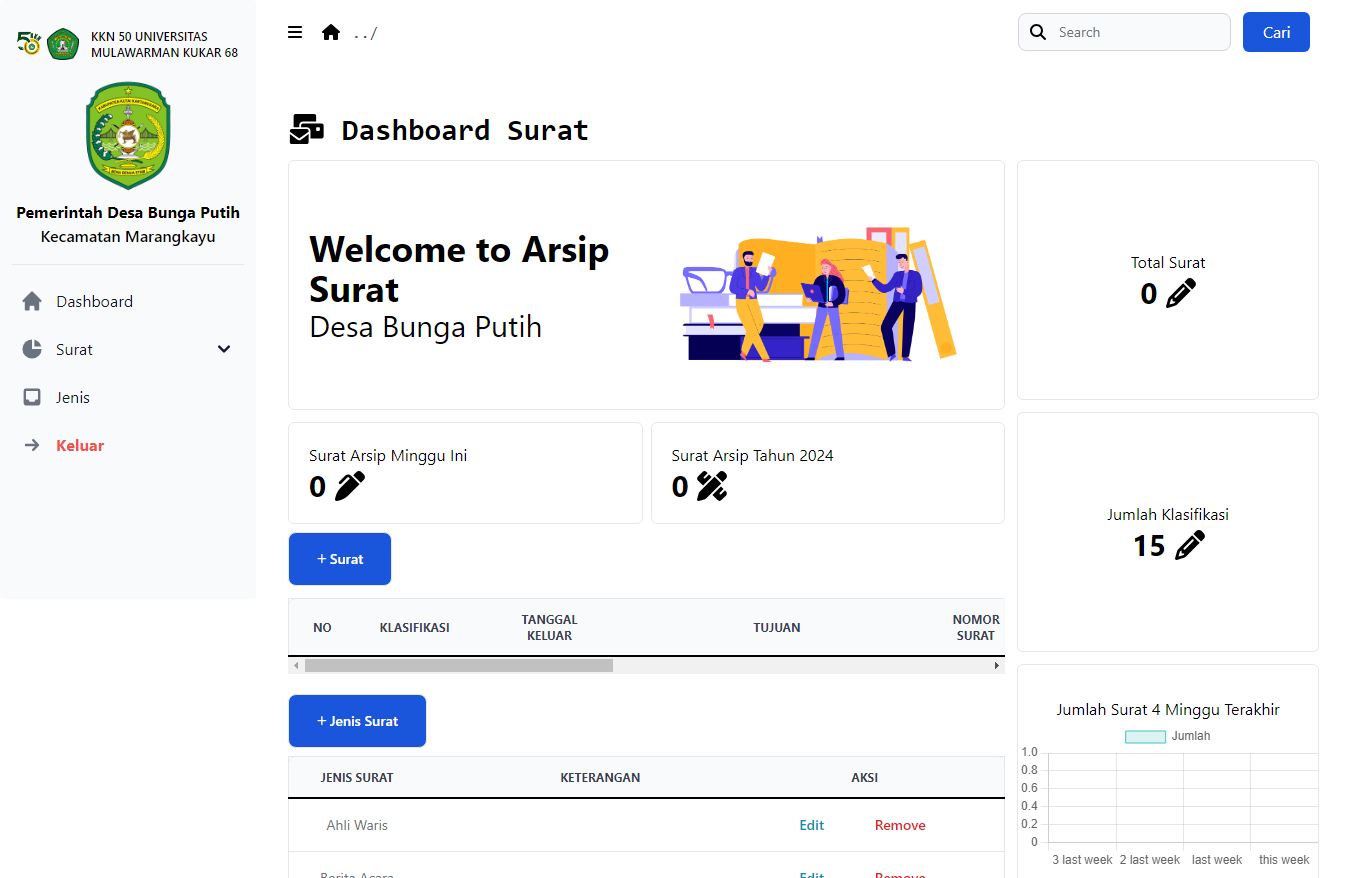 KKN 50 UNIVERSITAS
MULAWARMAN KUKAR 68
Pemerintah Desa Bunga Putih
Kecamatan Marangkayu
Dashboard
Surat
Jenis
Keluar
../
Search
Cari
Dashboard Surat
Welcome to Arsip
Surat
Desa Bunga Putih
Total Surat
0
Surat Arsip Minggu Ini
0
Surat Arsip Tahun 2024
0
Jumlah Klasifikasi
15
+ Surat
NO KLASIFIKASI TANGGAL KELUAR TUJUAN NOMOR SURAT
+ Jenis Surat
JENIS SURAT KETERANGAN AKSI
Ahli Waris Edit Remove
Berita Acara Edit Remove
Jumlah Surat 4 Minggu Terakhir
Jumlah
1.0
0.8
0.6
0.4
0.2
0
3 last week 2 last week last week this week